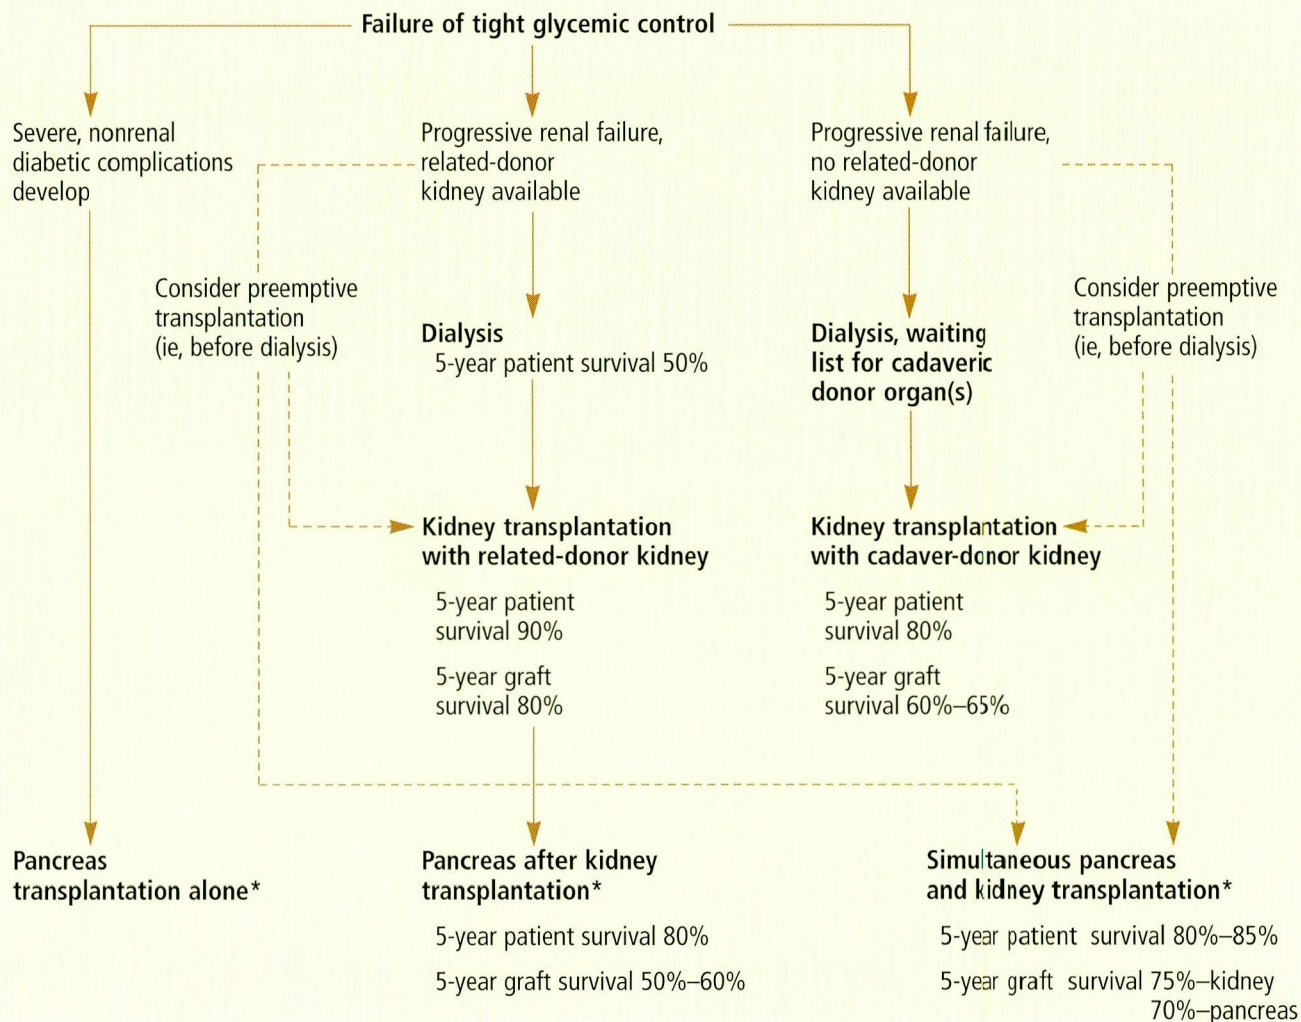 Failure of tight glycemic control
Severe, nonrenal
diabetic complications
develop
Progressive renal failure,
related-donor
kidney available
Progressive renal failure,
no related-donor
kidney available
Consider preemptive
transplantation
(ie, before dialysis)
Dialysis
5-year patient survival 50%
Dialysis, waiting
list for cadaveric
donor organ(s)
Consider preemptive
transplantation
(ie, before dialysis)
Kidney transplantation
with related-donor kidney
5-year patient
survival 90%
5-year graft
survival 80%
Kidney transplantation
with cadaver-donor kidney
5-year patient
survival 80%
5-year graft
survival 60%–65%
Pancreas
transplantation alone*
Pancreas after kidney
transplantation*
5-year patient survival 80%
5-year graft survival 50%–60%
Simultaneous pancreas
and kidney transplantation*
5-year patient survival 80%–85%
5-year graft survival 75%–kidney
70%–pancreas